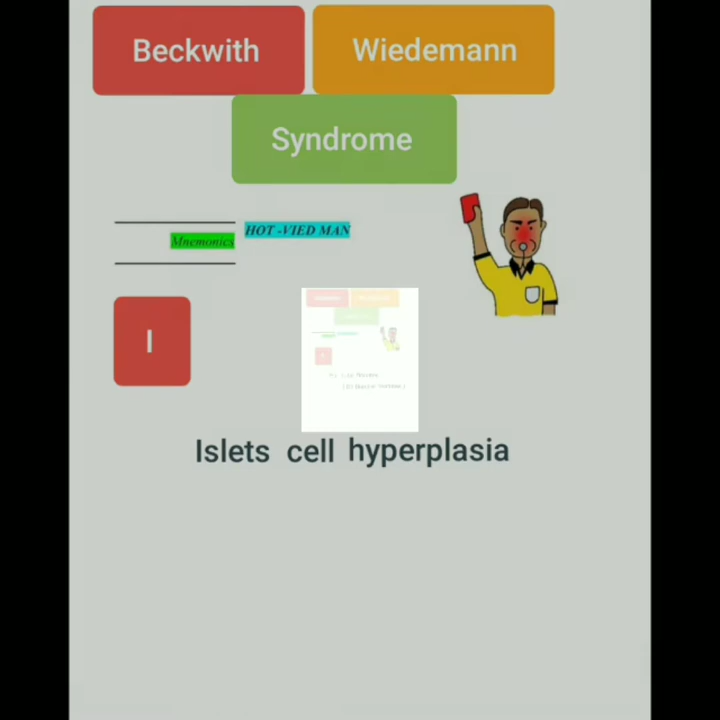 Beckwith Wiedemann
Syndrome
HOT -VIED MAN
Mnemonics
I
Islets cell hyperplasia